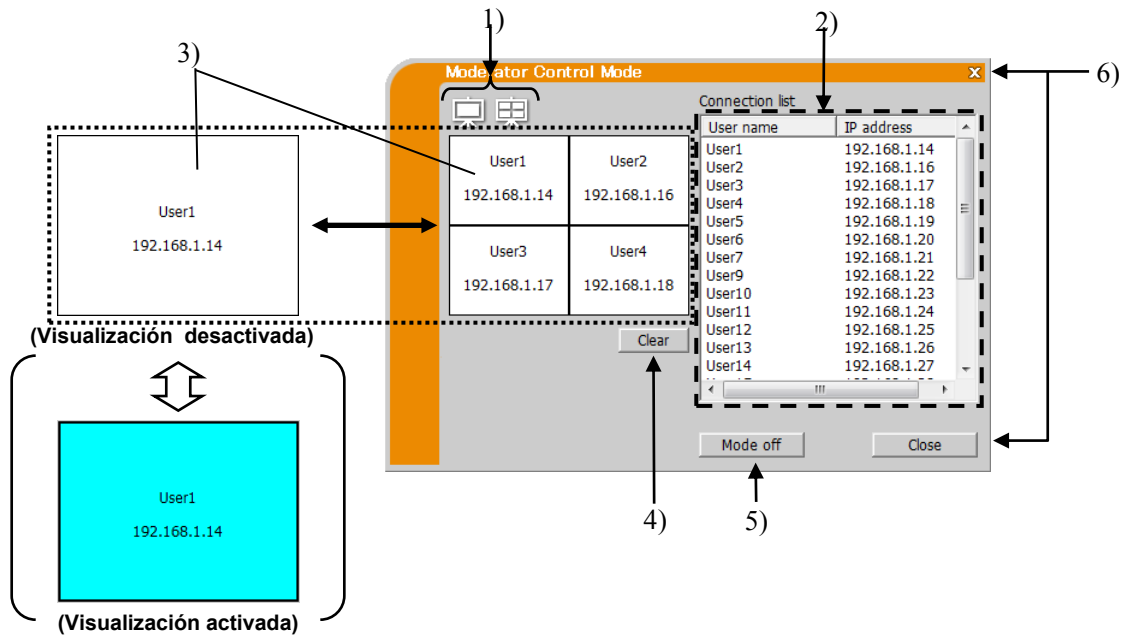 1)
2)
3)
6)
Moderator Control Mode
x
Connection list
User name IP address
User1 192.168.1.14
User2 192.168.1.16
User3 192.168.1.17
User4 192.168.1.18
User5 192.168.1.19
User6 192.168.1.20
User7 192.168.1.21
User9 192.168.1.22
User10 192.168.1.23
User11 192.168.1.24
User12 192.168.1.25
User13 192.168.1.26
User14 192.168.1.27
User1
192.168.1.14
User2
192.168.1.16
User3
192.168.1.17
User4
192.168.1.18
Clear
Mode off
Close
User1
192.168.1.14
(Visualización desactivada)
User1
192.168.1.14
(Visualización activada)
4)
5)